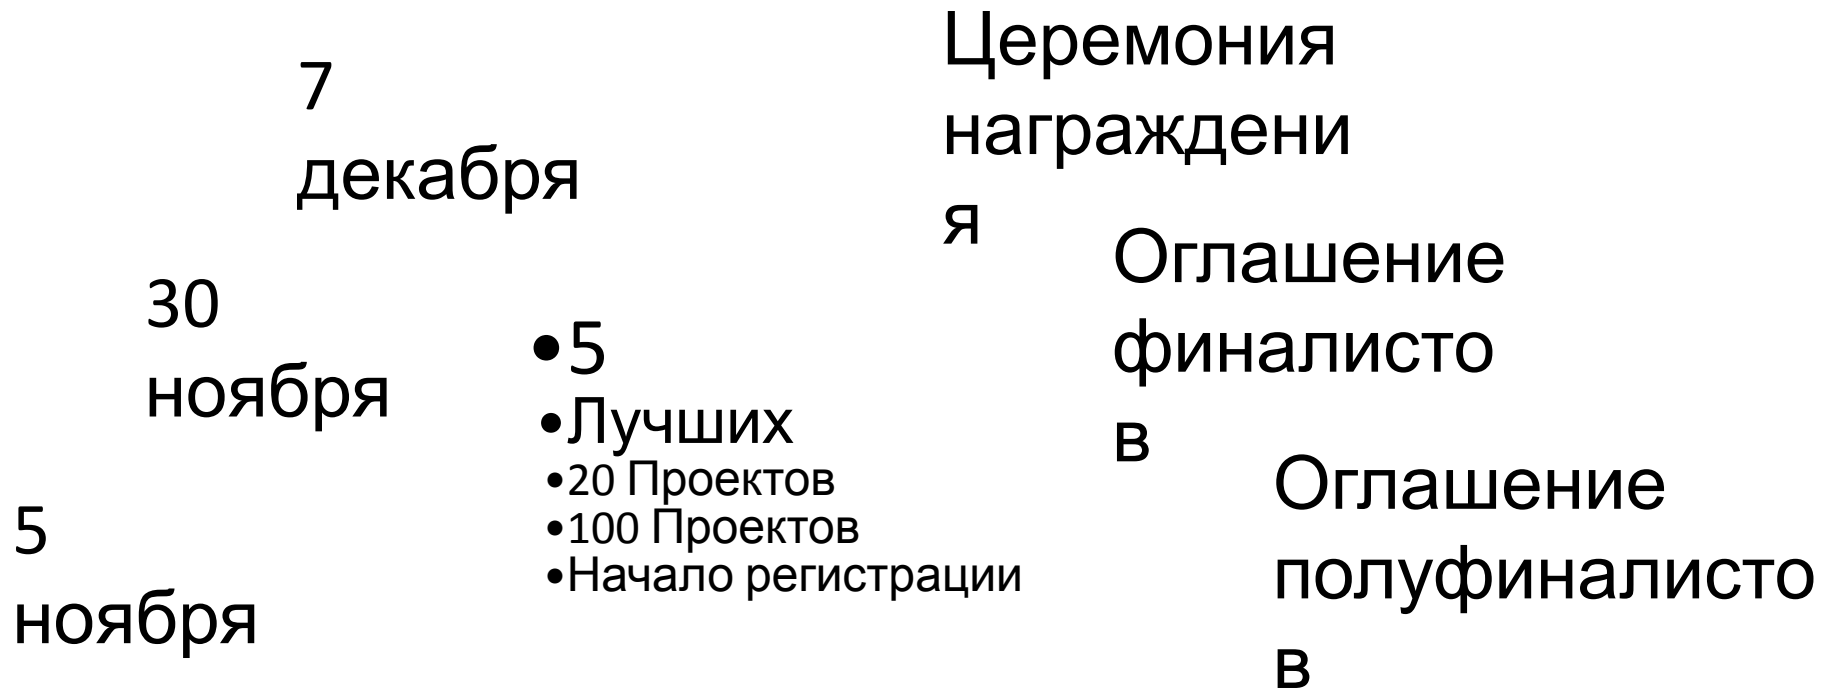 7
декабря
30
ноября
5
ноября
•5
•Лучших
•20 Проектов
•100 Проектов
•Начало регистрации
Церемония
награждени
я
Оглашение
финалисто
в
Оглашение
полуфиналисто
в